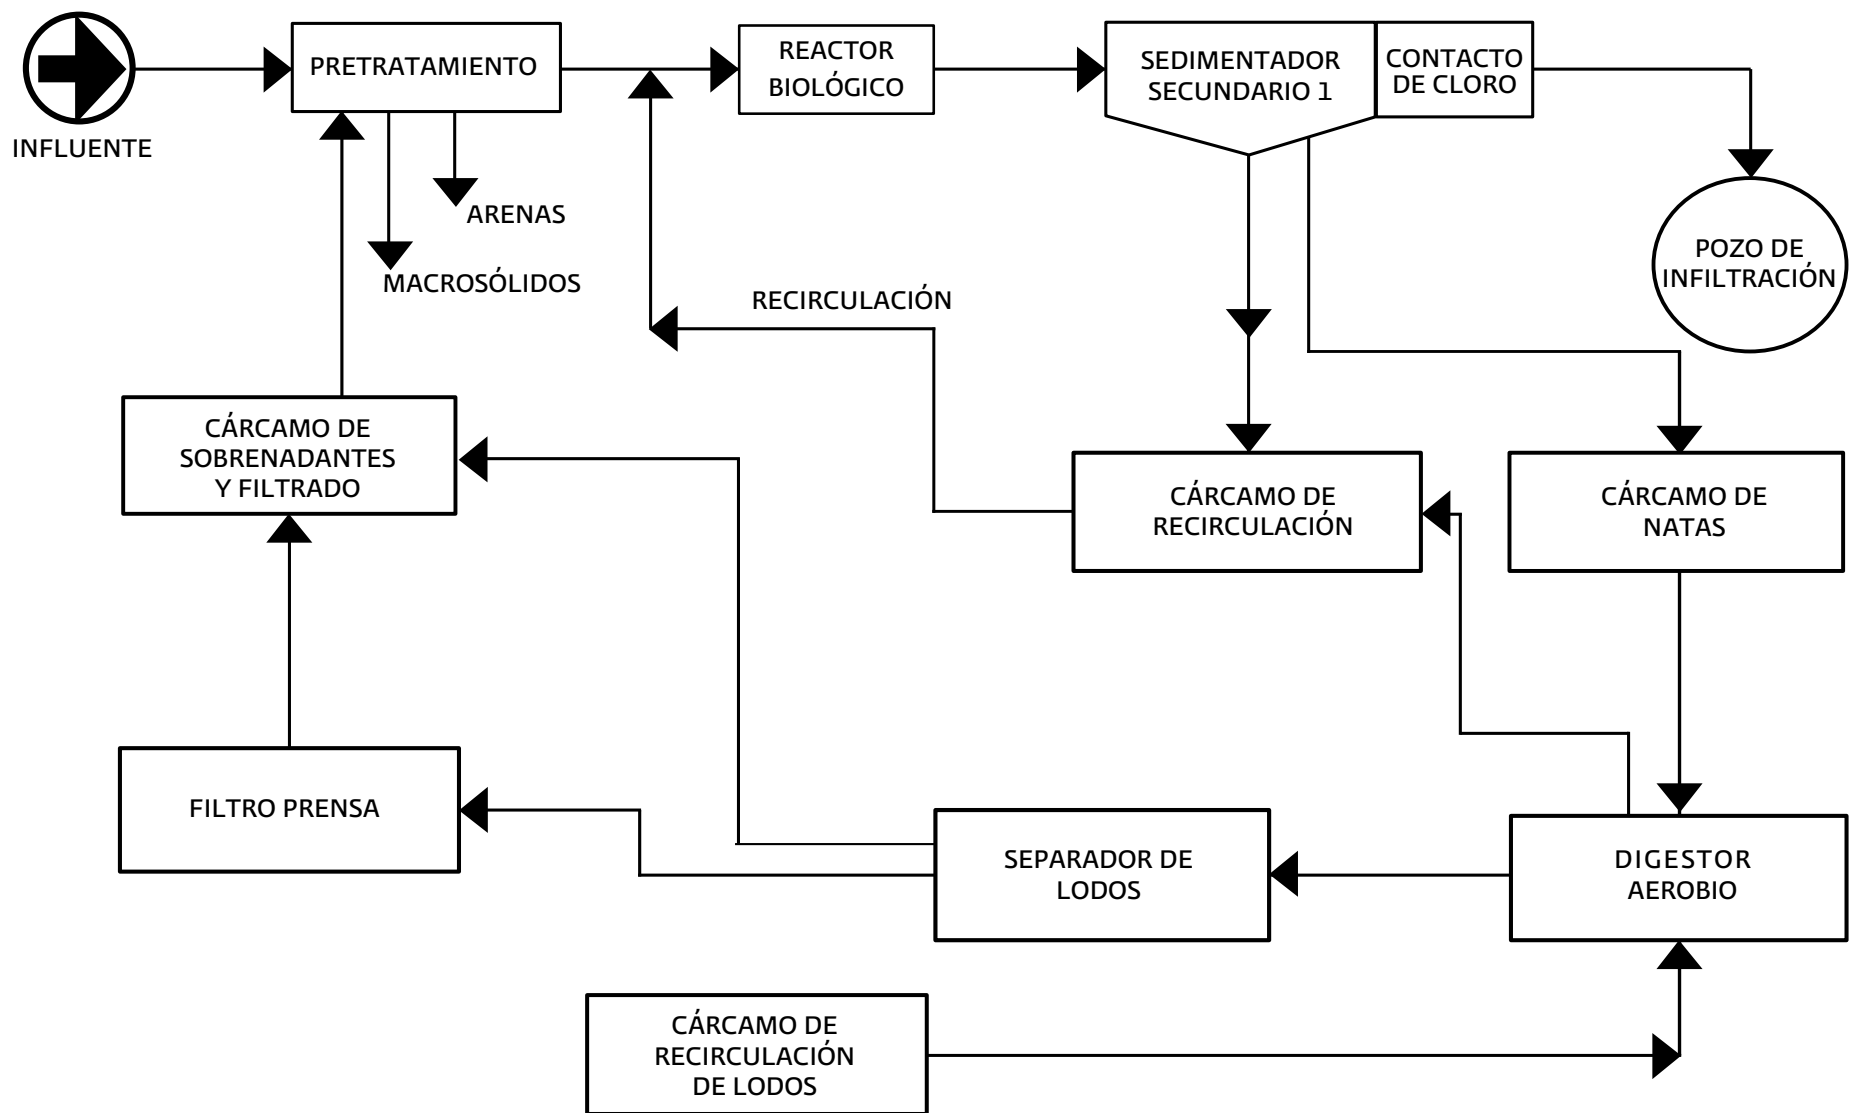 PRETRATAMIENTO
REACTOR
BIOLÓGICO
SEDIMENTADOR
SECUNDARIO 1
CONTACTO
DE CLORO
INFLUENTE
ARENAS
MACROSÓLIDOS
RECIRCULACIÓN
POZO DE
INFILTRACIÓN
CÁRCAMO DE
SOBRENADANTES
Y FILTRADO
CÁRCAMO DE
RECIRCULACIÓN
CÁRCAMO DE
NATAS
FILTRO PRENSA
SEPARADOR DE
LODOS
DIGESTOR
AEROBIO
CÁRCAMO DE
RECIRCULACIÓN
DE LODOS